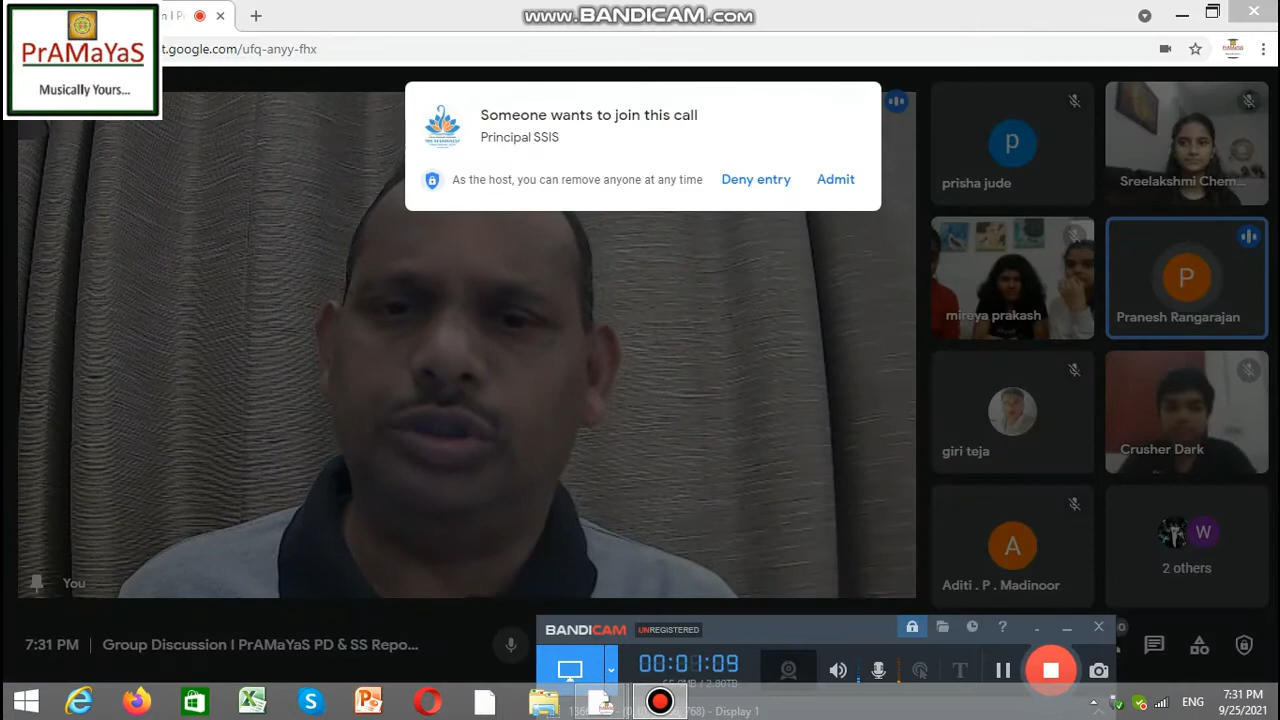 www.BANDICAM.com
PrAMaYaS
Musically Yours...
t.google.com/ufq-anyy-fhx
Someone wants to join this call
Principal SSIS
As the host, you can remove anyone at any time
Deny entry
Admit
p
prisha jude
Sreelakshmi Chem...
mireya prakash
P
Pranesh Rangarajan
giri teja
Crusher Dark
A
Aditi . P . Madinoor
W
2 others
You
7:31 PM | Group Discussion I PrAMaYaS PD & SS Repo...
BANDICAM UNREGISTERED
00:01:09
ENG
7:31 PM
9/25/2021